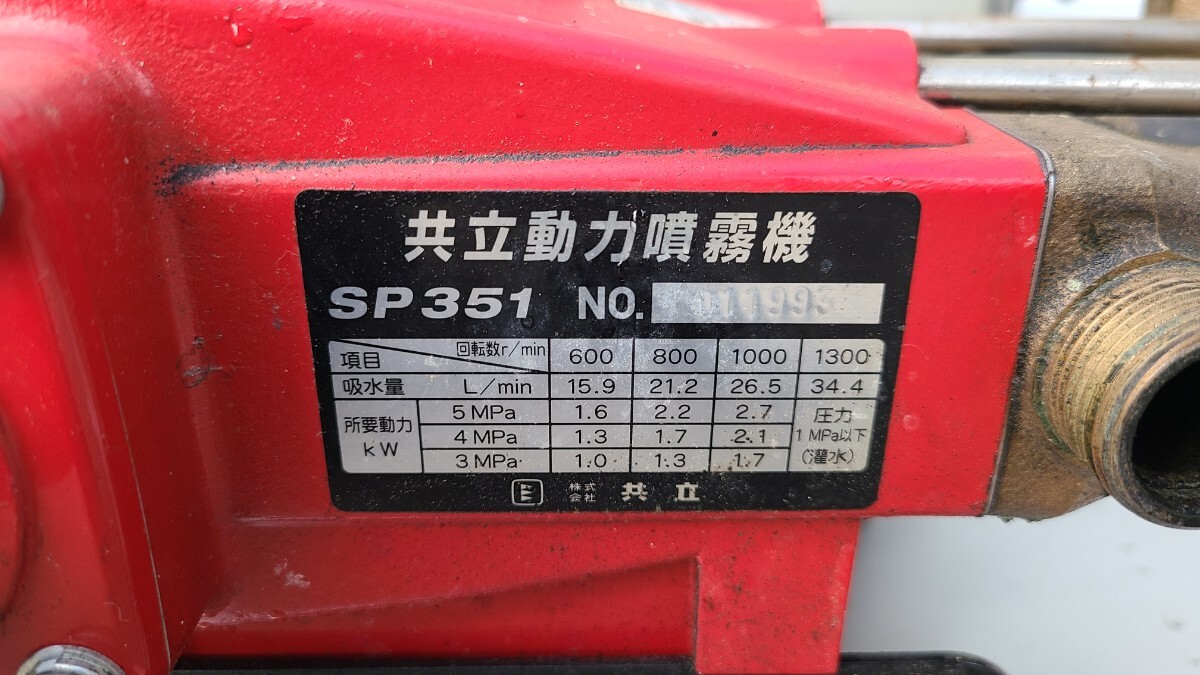 共立動力噴霧機
SP351 NO. 011993
項目 回転数r/min 600 800 1000 1300
吸水量 L/min 15.9 21.2 26.5 34.4
所要動力 kW
5 MPa 1.6 2.2 2.7
4 MPa 1.3 1.7 2.1
3 MPa 1.0 1.3 1.7
圧力
1 MPa以下
(灌水)
株式会社 共立